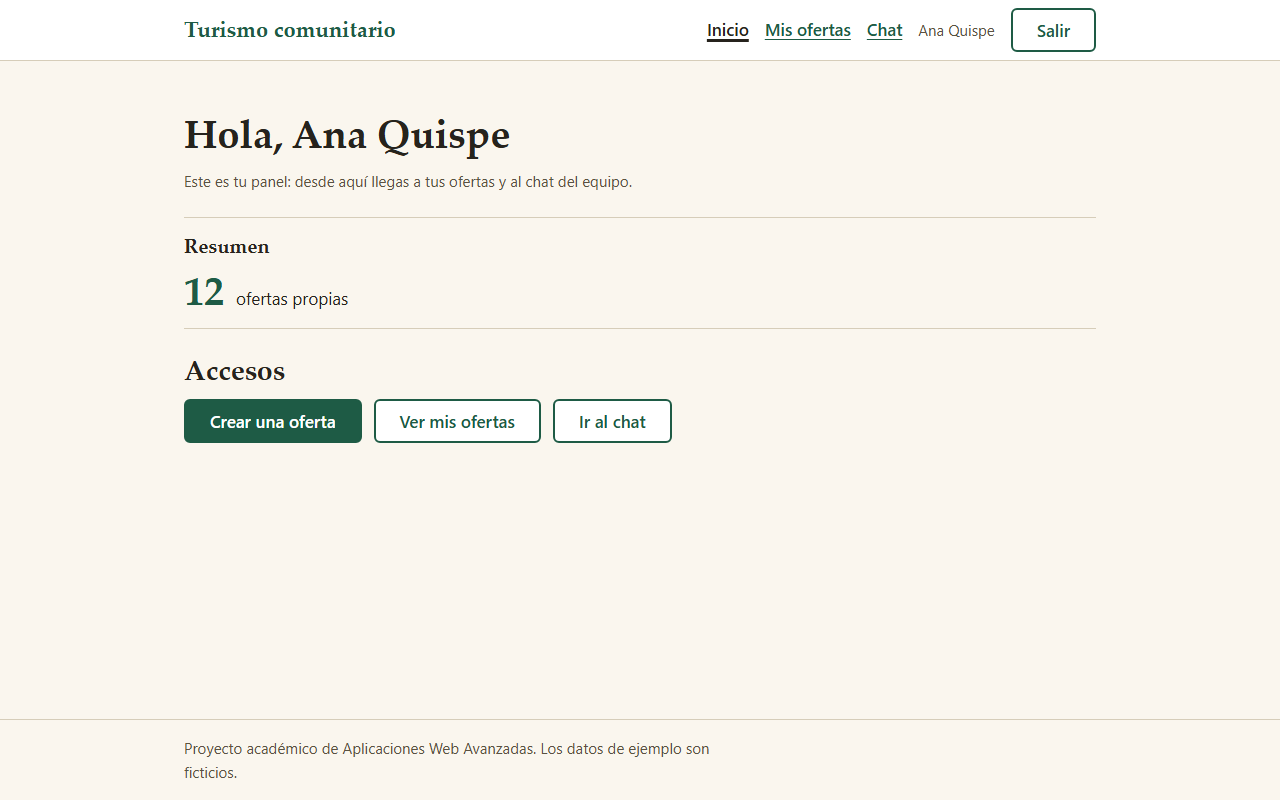 Turismo comunitario
Inicio Mis ofertas Chat Ana Quispe Salir
Hola, Ana Quispe
Este es tu panel: desde aquí llegas a tus ofertas y al chat del equipo.
Resumen
12 ofertas propias
Accesos
Crear una oferta Ver mis ofertas Ir al chat
Proyecto académico de Aplicaciones Web Avanzadas. Los datos de ejemplo son
ficticios.